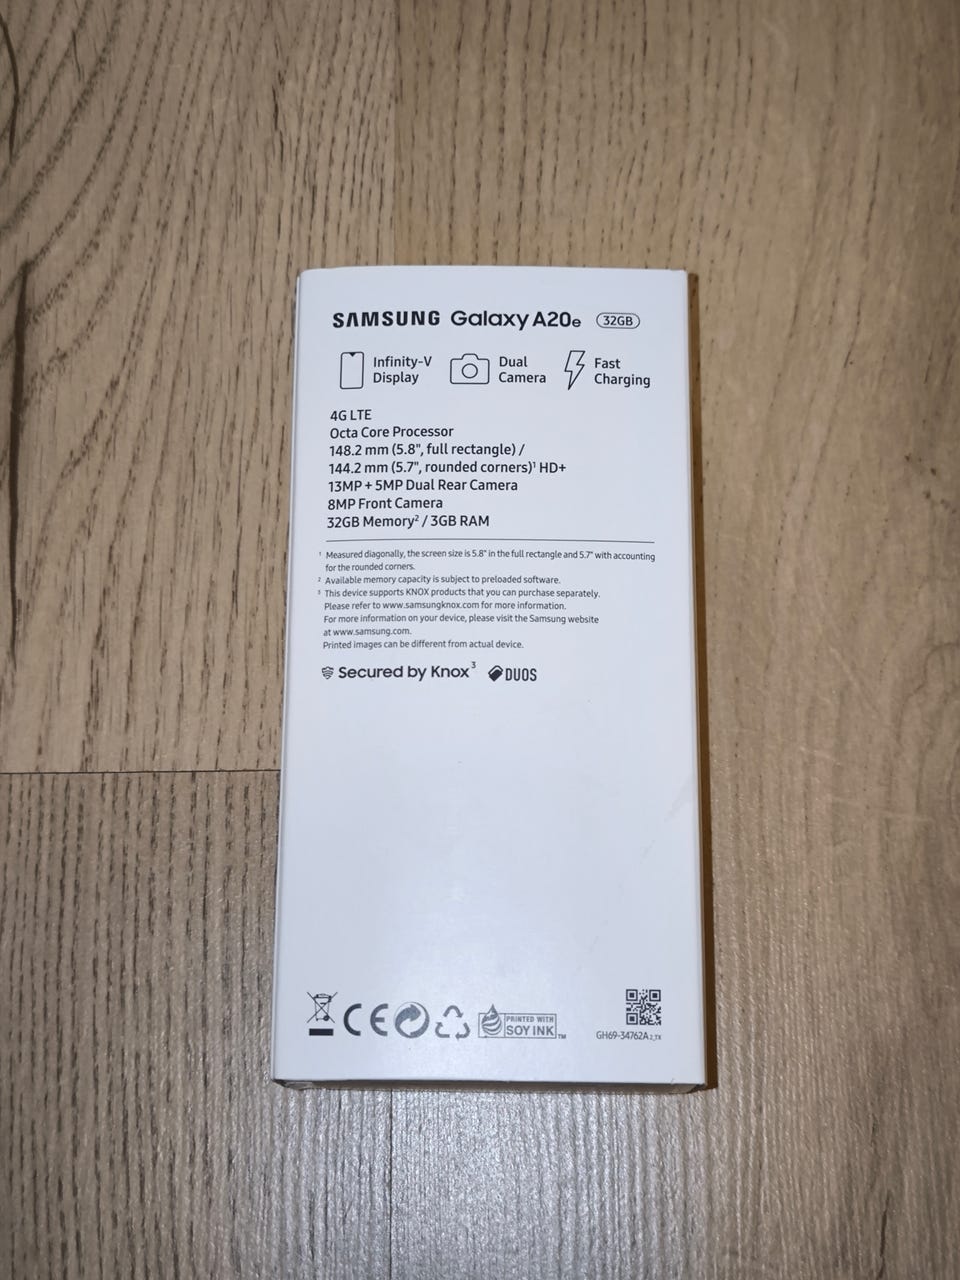 SAMSUNG Galaxy A20e 32GB
Infinity-V
Display
Dual
Camera
Fast
Charging
4G LTE
Octa Core Processor
148.2 mm (5.8", full rectangle) /
144.2 mm (5.7", rounded corners)¹ HD+
13MP + 5MP Dual Rear Camera
8MP Front Camera
32GB Memory² / 3GB RAM
¹ Measured diagonally, the screen size is 5.8" in the full rectangle and 5.7" with accounting
for the rounded corners.
² Available memory capacity is subject to preloaded software.
³ This device supports KNOX products that you can purchase separately.
Please refer to www.samsungknox.com for more information.
For more information on your device, please visit the Samsung website
at www.samsung.com.
Printed images can be different from actual device.
Secured by Knox³ DUOS
CE
PRINTED WITH
SOY INK™
GH69-34762A